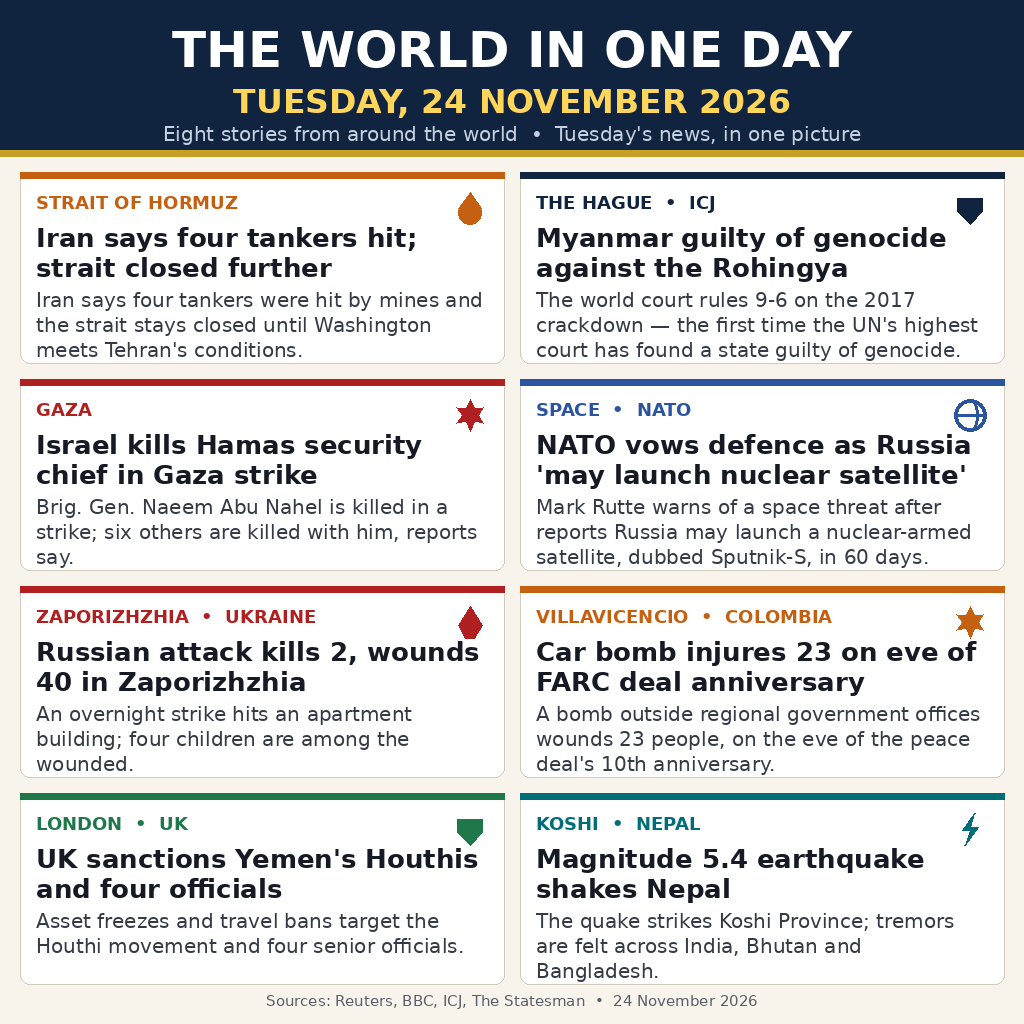 THE WORLD IN ONE DAY
TUESDAY, 24 NOVEMBER 2026
Eight stories from around the world • Tuesday's news, in one picture
STRAIT OF HORMUZ
Iran says four tankers hit;
strait closed further
Iran says four tankers were hit by mines and
the strait stays closed until Washington
meets Tehran's conditions.
THE HAGUE • ICJ
Myanmar guilty of genocide
against the Rohingya
The world court rules 9-6 on the 2017
crackdown — the first time the UN's highest
court has found a state guilty of genocide.
GAZA
Israel kills Hamas security
chief in Gaza strike
Brig. Gen. Naeem Abu Nahel is killed in a
strike; six others are killed with him, reports
say.
SPACE • NATO
NATO vows defence as Russia
'may launch nuclear satellite'
Mark Rutte warns of a space threat after
reports Russia may launch a nuclear-armed
satellite, dubbed Sputnik-S, in 60 days.
ZAPORIZHZHIA • UKRAINE
Russian attack kills 2, wounds
40 in Zaporizhzhia
An overnight strike hits an apartment
building; four children are among the
wounded.
VILLAVICENCIO • COLOMBIA
Car bomb injures 23 on eve of
FARC deal anniversary
A bomb outside regional government offices
wounds 23 people, on the eve of the peace
deal's 10th anniversary.
LONDON • UK
UK sanctions Yemen's Houthis
and four officials
Asset freezes and travel bans target the
Houthi movement and four senior officials.
KOSHI • NEPAL
Magnitude 5.4 earthquake
shakes Nepal
The quake strikes Koshi Province; tremors
are felt across India, Bhutan and
Bangladesh.
Sources: Reuters, BBC, ICJ, The Statesman • 24 November 2026